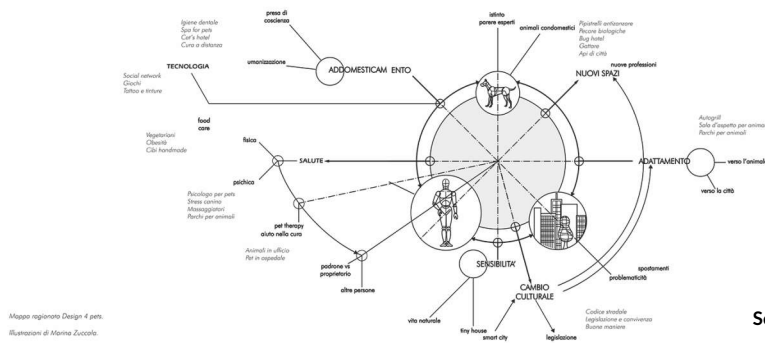 presa di
coscienza
istinto
parere esperti
animali condomestici
Pipistrelli antizanzare
Pecore biologiche
Bug hotel
Gattare
Api di città
Igiene dentale
Spa for pets
Cat's hotel
Cura a distanza
umanizzazione
ADDOMESTICAM ENTO
TECNOLOGIA
nuove professioni
NUOVI SPAZI
Social network
Giochi
Tattoo e tinture
food
care
Vegetariani
Obesità
Cibi handmade
Autogrill
Sala d'aspetto per animali
Parchi per animali
fisica
SALUTE
psichica
ADATTAMENTO
verso l'animale
verso la città
Psicologo per pets
Stress canino
Massaggiatori
Parchi per animali
pet therapy
aiuto nella cura
Animali in ufficio
Pet in ospedale
padrone vs
proprietario
altre persone
SENSIBILITA'
spostamenti
problematicità
CAMBIO
CULTURALE
vita naturale
tiny house
smart city
legislazione
Codice stradale
Legislazione e convivenza
Buone maniere
Mappa ragionata Design 4 pets.
Illustrazioni di Marina Zuccola.